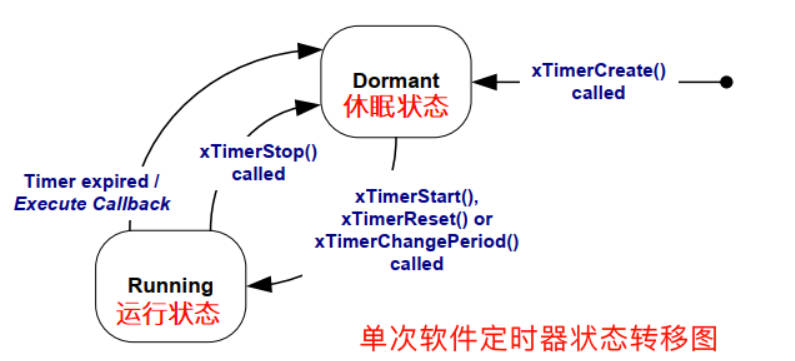 Dormant
休眠状态
xTimerCreate()
called
xTimerStop()
called
Timer expired /
Execute Callback
xTimerStart(),
xTimerReset() or
xTimerChangePeriod()
called
Running
运行状态
单次软件定时器状态转移图